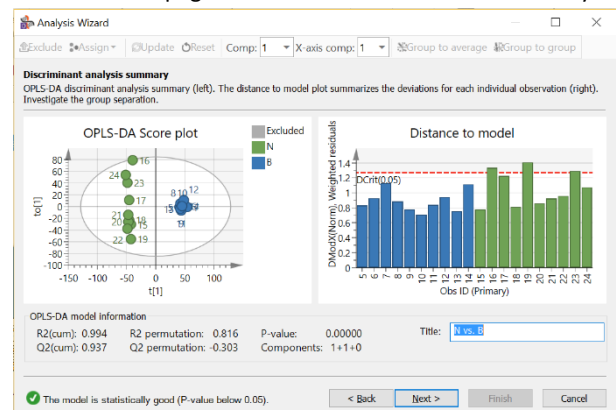 Analysis Wizard
Exclude Assign Update Reset Comp: 1 X-axis comp: 1 Group to average Group to group
Discriminant analysis summary
OPLS-DA discriminant analysis summary (left). The distance to model plot summarizes the deviations for each individual observation (right).
Investigate the group separation.
OPLS-DA Score plot
Excluded
N
B
80
60
40
20
0
-20
-40
-60
-80
-100
to[1]
16
24
23
17
21
18
20
15
22
19
8 10 12
-150 -100 -50 0 50 100
t[1]
Distance to model
DModX(Norm), Weighted residuals
1,4
1,2
1
0,8
0,6
0,4
0,2
0
DCrit(0.05)
5 6 7 8 9 10 11 12 13 14 15 16 17 18 19 20 21 22 23 24
Obs ID (Primary)
OPLS-DA model information
R2(cum): 0.994 R2 permutation: 0.816 P-value: 0.00000 Title: N vs. B
Q2(cum): 0.937 Q2 permutation: -0.303 Components: 1+1+0
The model is statistically good (P-value below 0.05).
< Back Next > Finish Cancel